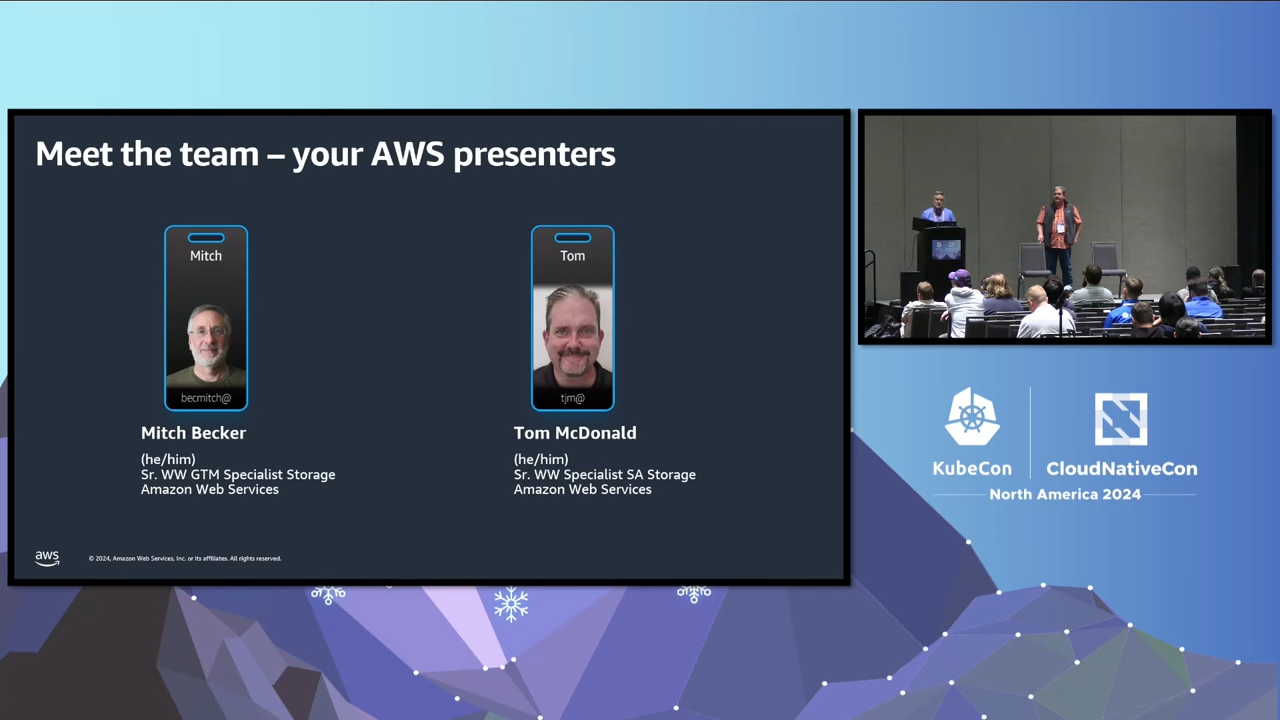 Meet the team – your AWS presenters
Mitch
becmitch@
Mitch Becker
(he/him)
Sr. WW GTM Specialist Storage
Amazon Web Services
Tom
tjm@
Tom McDonald
(he/him)
Sr. WW Specialist SA Storage
Amazon Web Services
aws
© 2024, Amazon Web Services, Inc. or its affiliates. All rights reserved.
KubeCon
CloudNativeCon
North America 2024